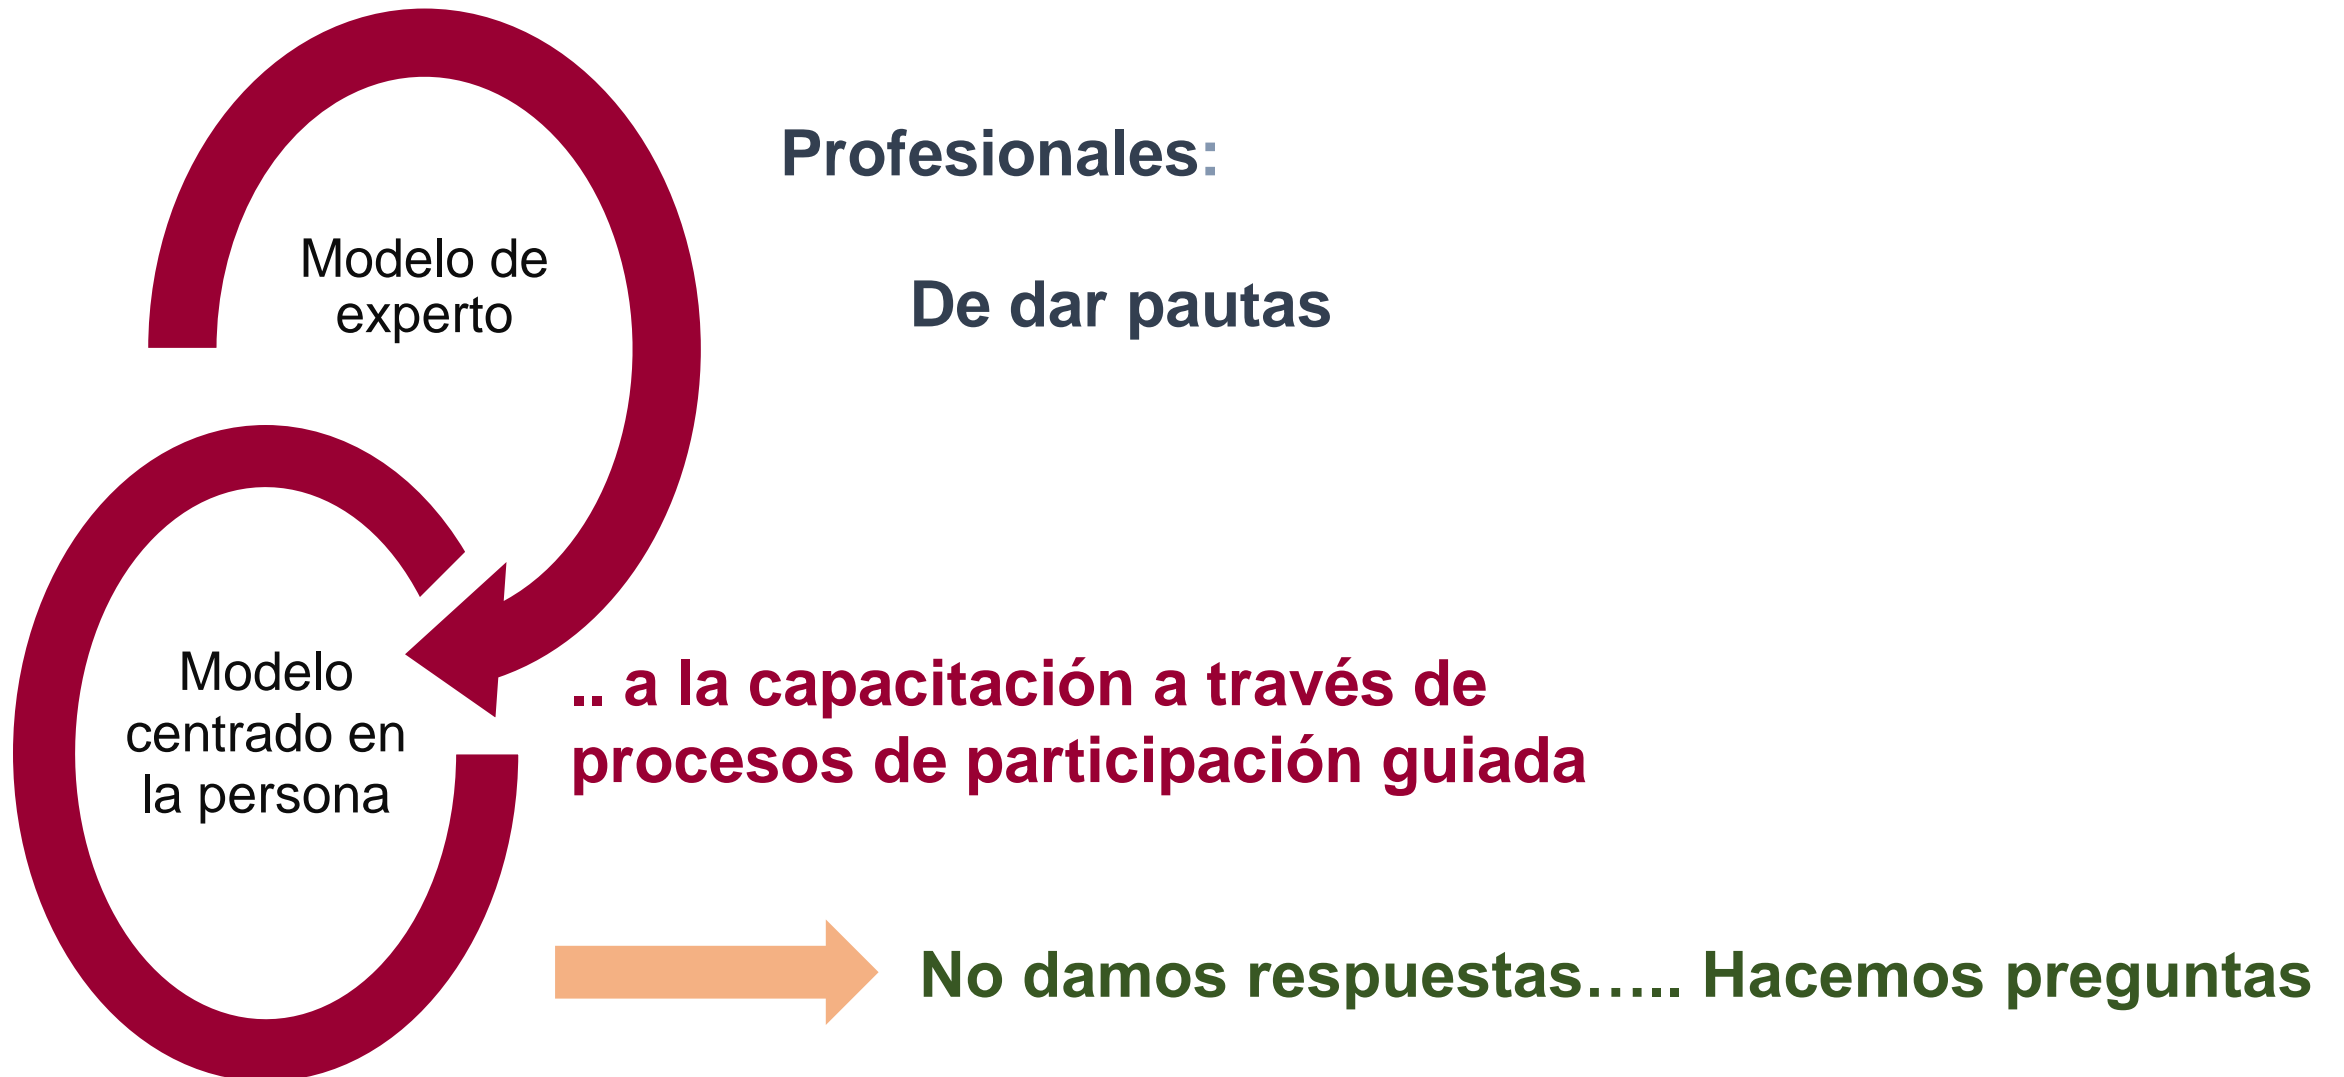 Profesionales:
Modelo de
experto
De dar pautas
Modelo
centrado en
la persona
.. a la capacitación a través de
procesos de participación guiada
No damos respuestas….. Hacemos preguntas